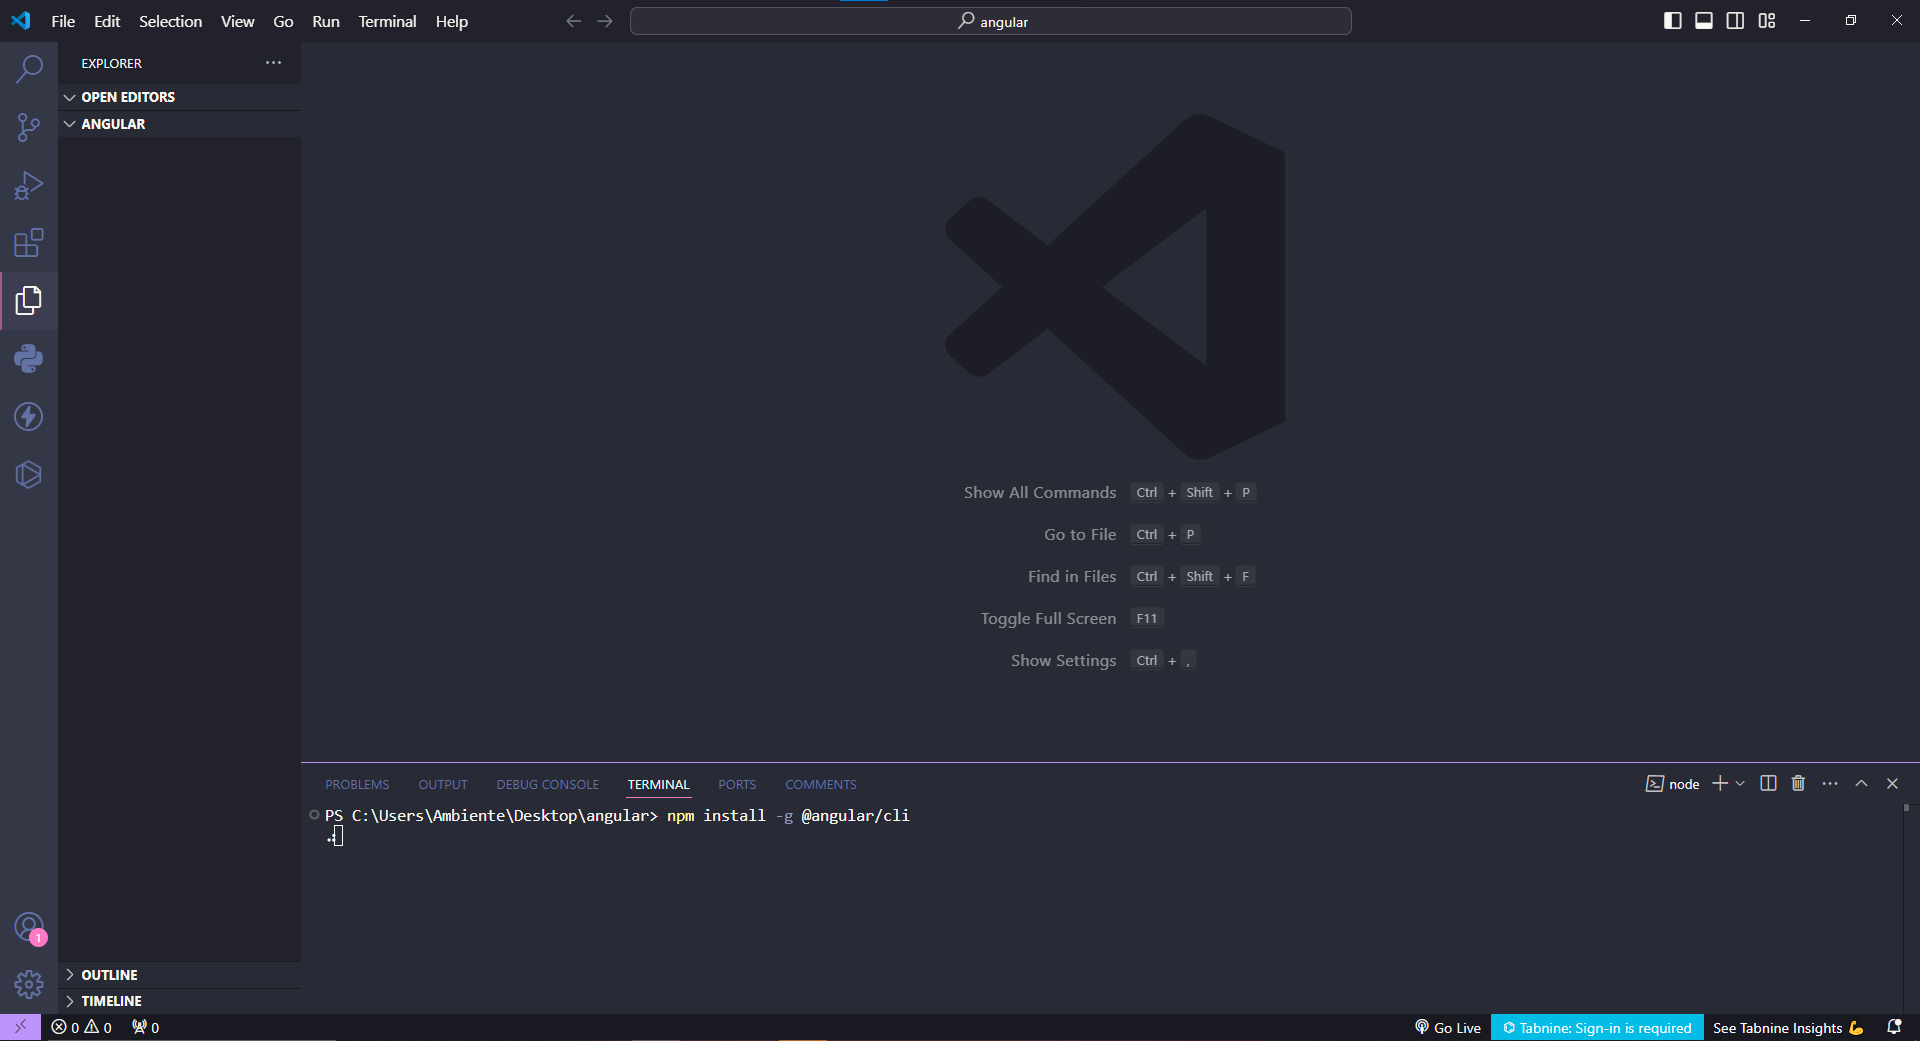 File Edit Selection View Go Run Terminal Help
angular
EXPLORER
OPEN EDITORS
ANGULAR
Show All Commands Ctrl + Shift + P
Go to File Ctrl + P
Find in Files Ctrl + Shift + F
Toggle Full Screen F11
Show Settings Ctrl + ,
PROBLEMS OUTPUT DEBUG CONSOLE TERMINAL PORTS COMMENTS
node
PS C:\Users\Ambiente\Desktop\angular> npm install -g @angular/cli
1
OUTLINE
TIMELINE
0 0 0
Go Live
Tabnine: Sign-in is required
See Tabnine Insights 💪